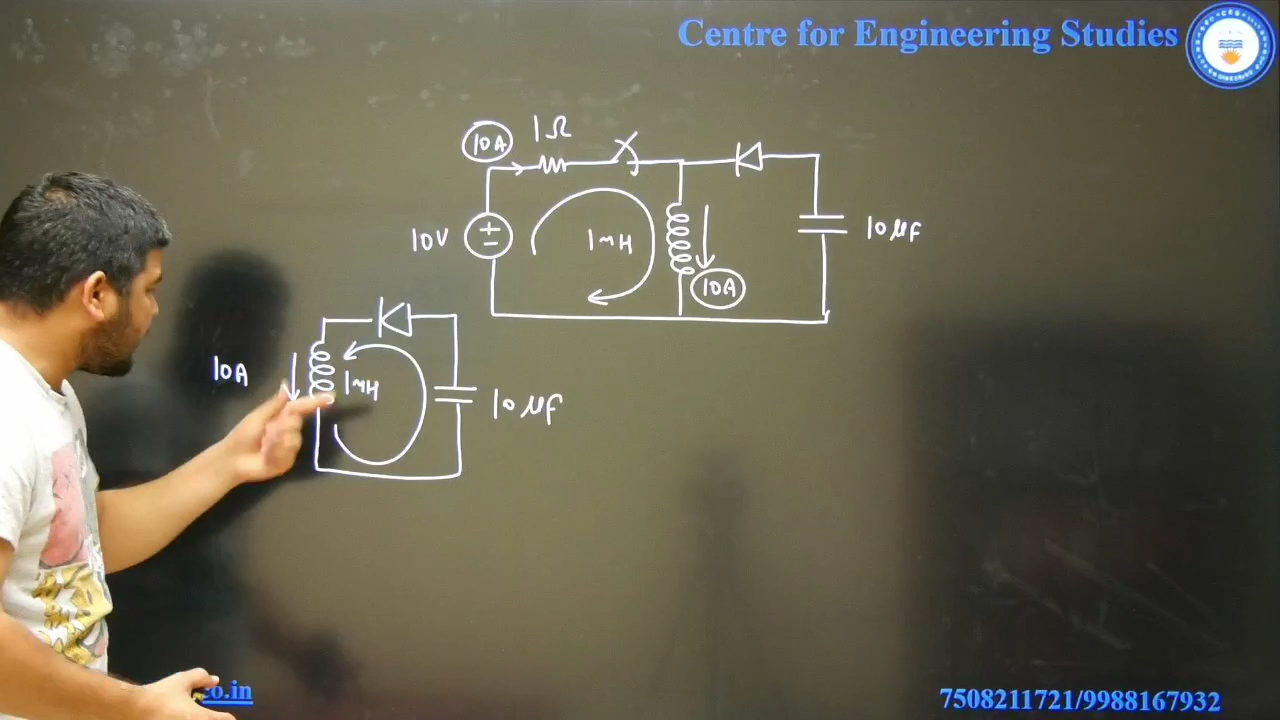 Centre for Engineering Studies
10A
1Ω
10V
1mH
10A
10μF
10A
1mH
10μF
co.in
7508211721/9988167932